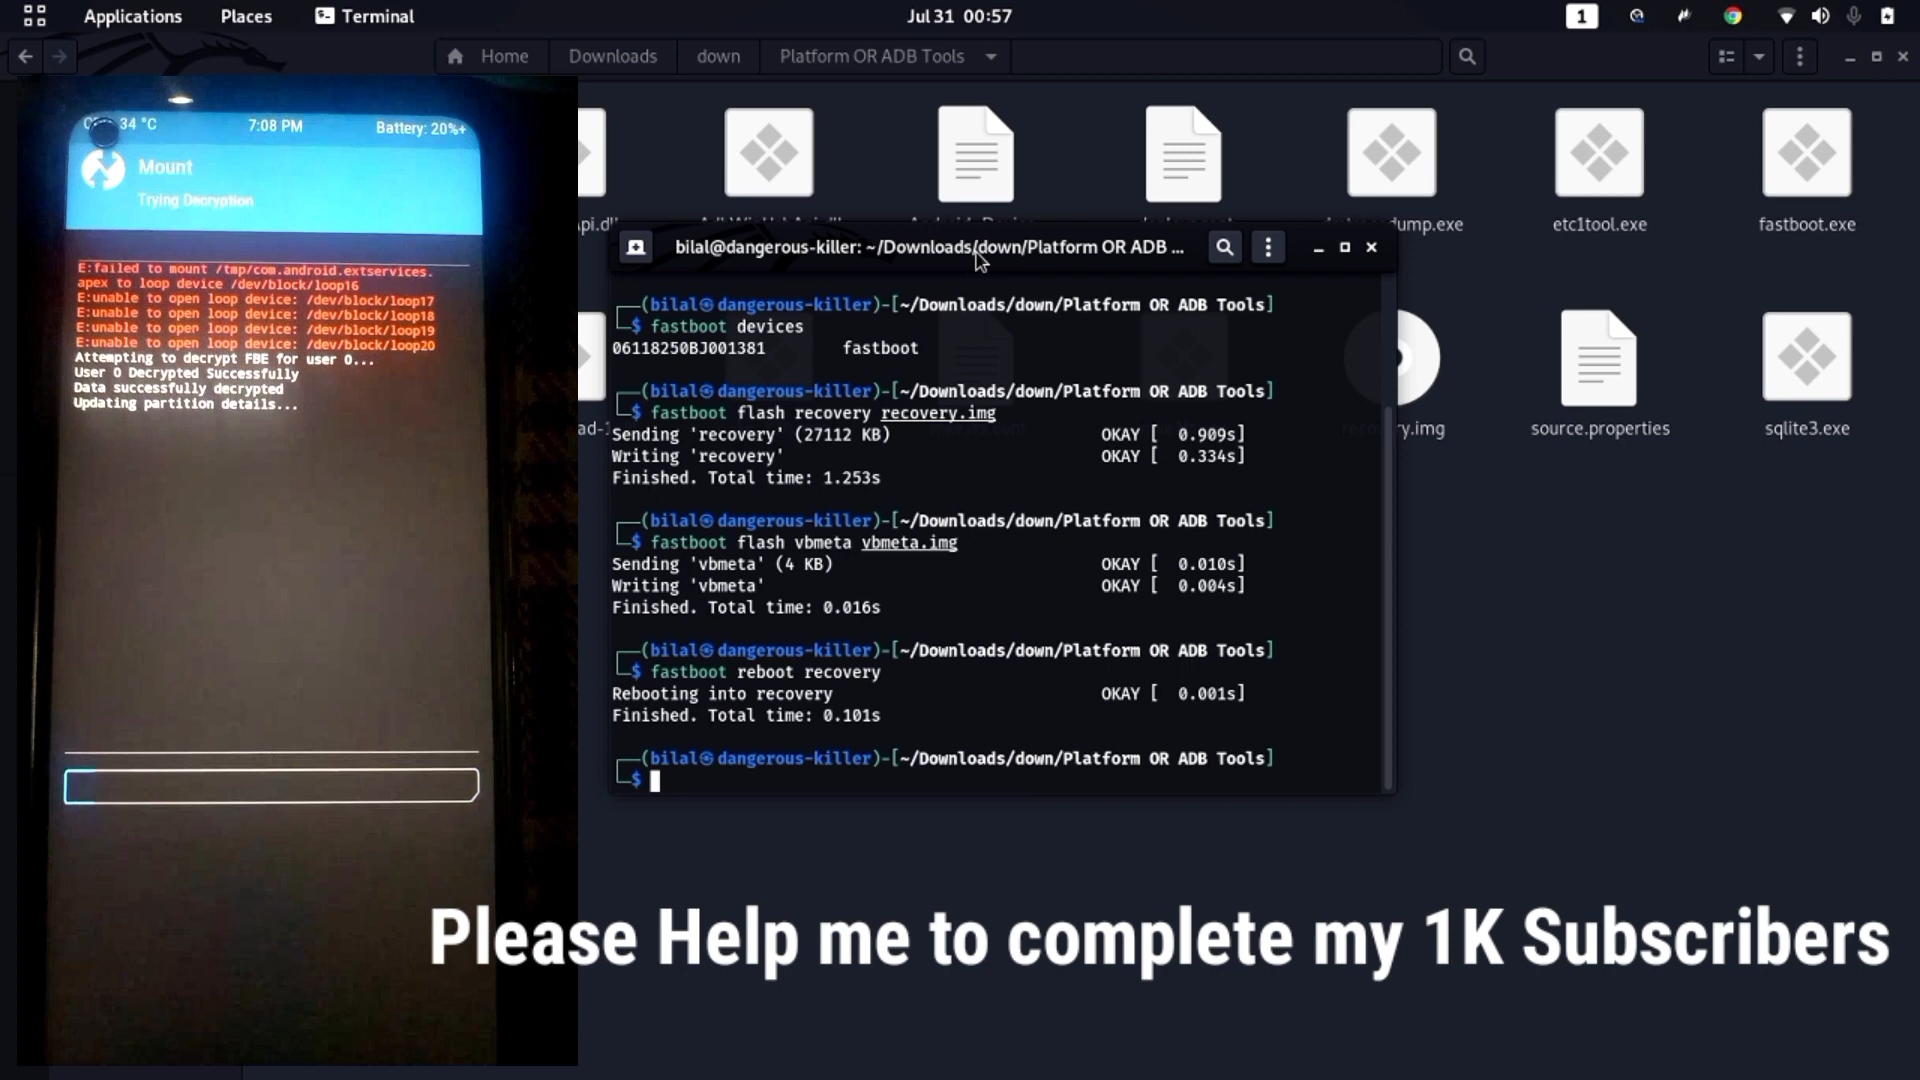 Applications Places Terminal Jul 31 00:57 1
Home Downloads down Platform OR ADB Tools
34 °C 7:08 PM Battery: 20%+
Mount
Trying Decryption
E:failed to mount /tmp/com.android.extservices.
apex to loop device /dev/block/loop16
E:unable to open loop device: /dev/block/loop17
E:unable to open loop device: /dev/block/loop18
E:unable to open loop device: /dev/block/loop19
E:unable to open loop device: /dev/block/loop20
Attempting to decrypt FBE for user 0...
User 0 Decrypted Successfully
Data successfully decrypted
Updating partition details...
etc1tool.exe fastboot.exe
source.properties sqlite3.exe
bilal@dangerous-killer: ~/Downloads/down/Platform OR ADB ...
(bilal㉿dangerous-killer)-[~/Downloads/down/Platform OR ADB Tools]
$ fastboot devices
06118250BJ001381 fastboot
(bilal㉿dangerous-killer)-[~/Downloads/down/Platform OR ADB Tools]
$ fastboot flash recovery recovery.img
Sending 'recovery' (27112 KB) OKAY [ 0.909s]
Writing 'recovery' OKAY [ 0.334s]
Finished. Total time: 1.253s
(bilal㉿dangerous-killer)-[~/Downloads/down/Platform OR ADB Tools]
$ fastboot flash vbmeta vbmeta.img
Sending 'vbmeta' (4 KB) OKAY [ 0.010s]
Writing 'vbmeta' OKAY [ 0.004s]
Finished. Total time: 0.016s
(bilal㉿dangerous-killer)-[~/Downloads/down/Platform OR ADB Tools]
$ fastboot reboot recovery
Rebooting into recovery OKAY [ 0.001s]
Finished. Total time: 0.101s
(bilal㉿dangerous-killer)-[~/Downloads/down/Platform OR ADB Tools]
$
Please Help me to complete my 1K Subscribers